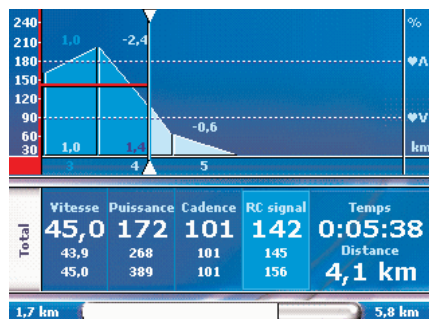 240
210
180
150
120
90
60
30
1,0
-2,4
-0,6
1,0
1,4
3
4
5
%
♥A
♥V
km
Total
Vitesse Puissance Cadence RC signal Temps
45,0 172 101 142 0:05:38
43,9 268 101 145 Distance
45,0 389 101 156 4,1 km
1,7 km 5,8 km